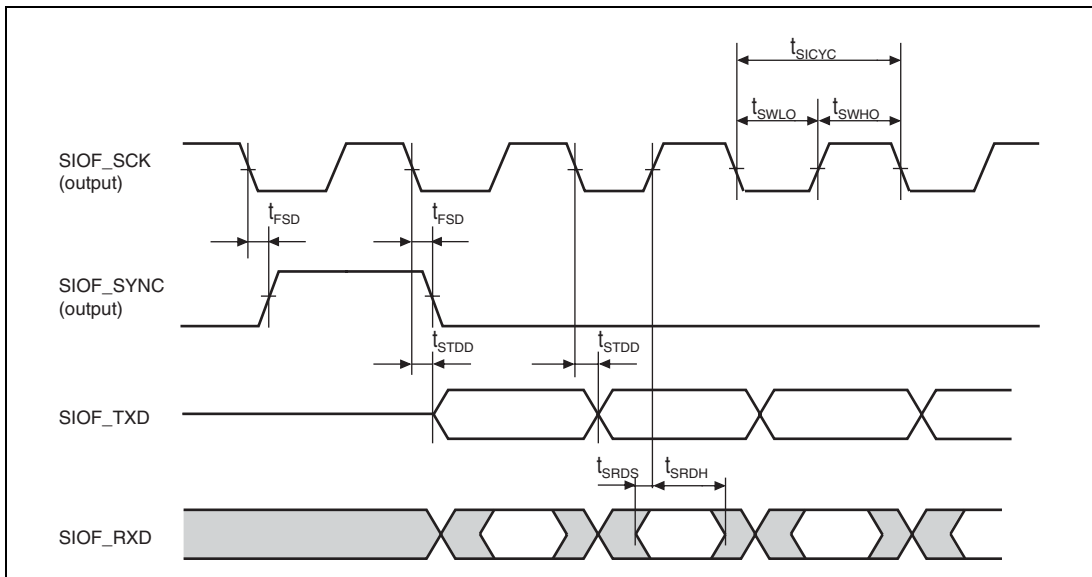 tSICYC
tSWLO tSWHO
SIOF_SCK
(output)
tFSD tFSD
SIOF_SYNC
(output)
tSTDD tSTDD
SIOF_TXD
tSRDS tSRDH
SIOF_RXD